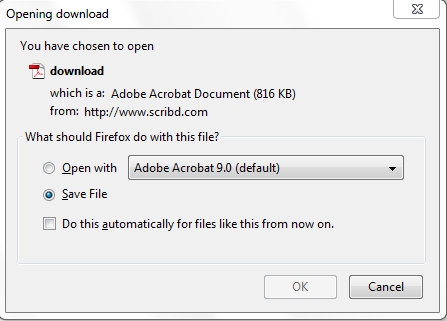 Opening download
You have chosen to open
download
which is a: Adobe Acrobat Document (816 KB)
from: http://www.scribd.com
What should Firefox do with this file?
Open with Adobe Acrobat 9.0 (default)
Save File
Do this automatically for files like this from now on.
OK Cancel